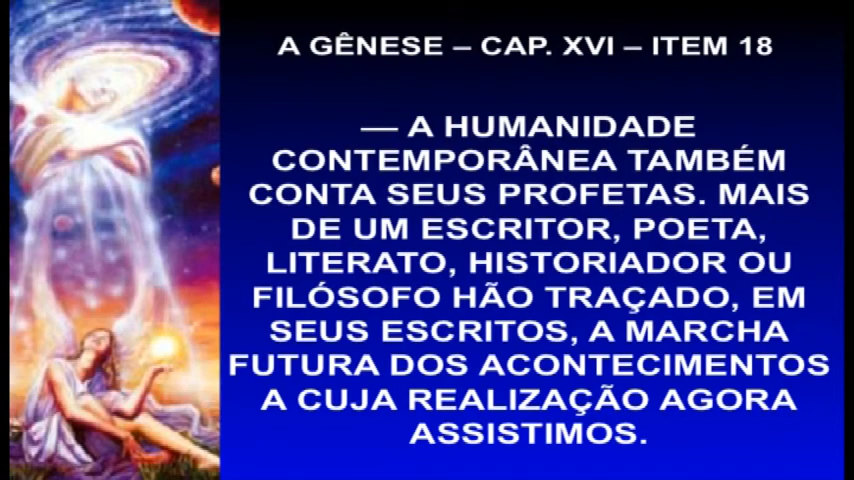 A GÊNESE – CAP. XVI – ITEM 18
— A HUMANIDADE
CONTEMPORÂNEA TAMBÉM
CONTA SEUS PROFETAS. MAIS
DE UM ESCRITOR, POETA,
LITERATO, HISTORIADOR OU
FILÓSOFO HÃO TRAÇADO, EM
SEUS ESCRITOS, A MARCHA
FUTURA DOS ACONTECIMENTOS
A CUJA REALIZAÇÃO AGORA
ASSISTIMOS.